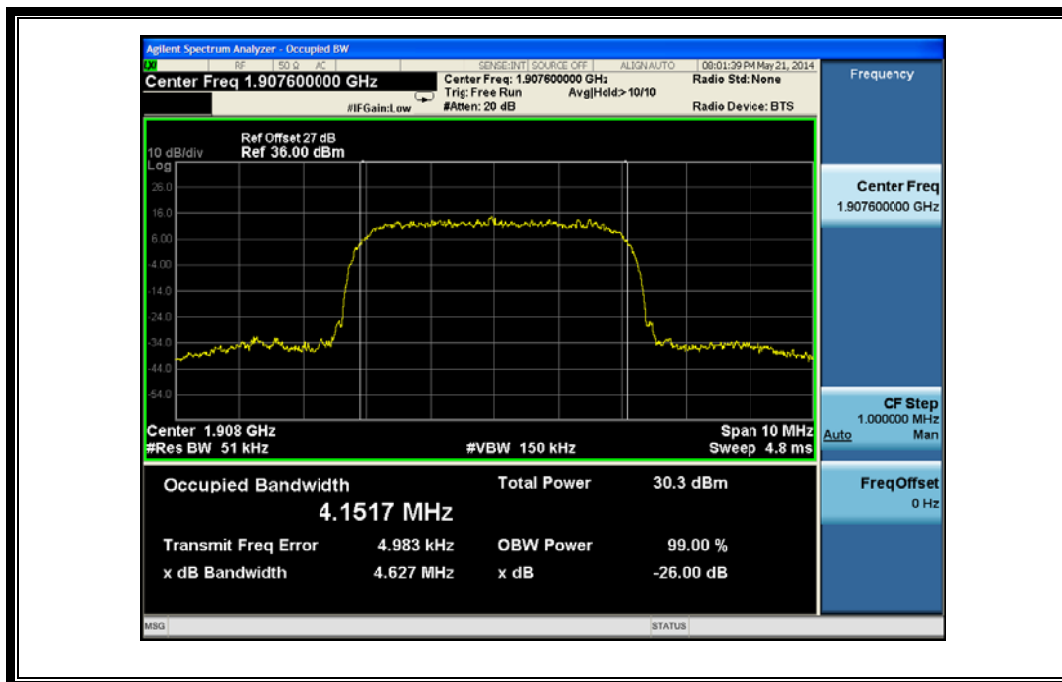 Agilent Spectrum Analyzer - Occupied BW
LXI RF 50 Ω AC SENSE:INT SOURCE OFF ALIGN AUTO 08:01:39 PM May 21, 2014
Center Freq 1.907600000 GHz
Center Freq: 1.907600000 GHz
Radio Std: None
Trig: Free Run Avg|Hold:> 10/10
#IFGain:Low
#Atten: 20 dB
Radio Device: BTS
Ref Offset 27 dB
10 dB/div Ref 36.00 dBm
Log
26.0
16.0
6.00
-4.00
-14.0
-24.0
-34.0
-44.0
-54.0
Center 1.908 GHz Span 10 MHz
#Res BW 51 kHz #VBW 150 kHz Sweep 4.8 ms
Occupied Bandwidth Total Power 30.3 dBm
4.1517 MHz
Transmit Freq Error 4.983 kHz OBW Power 99.00 %
x dB Bandwidth 4.627 MHz x dB -26.00 dB
MSG STATUS
Frequency
Center Freq
1.907600000 GHz
CF Step
1.000000 MHz
Auto Man
Freq Offset
0 Hz